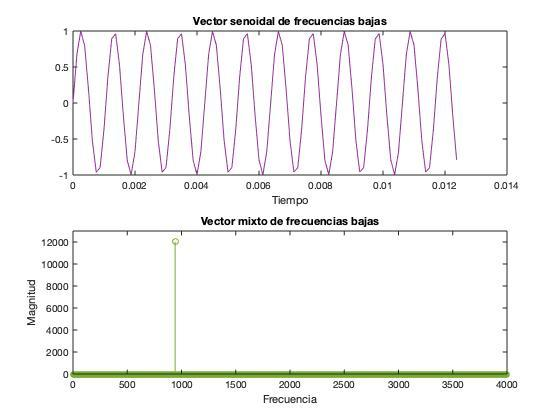 Vector senoidal de frecuencias bajas
1
0.5
0
-0.5
-1
0 0.002 0.004 0.006 0.008 0.01 0.012 0.014
Tiempo
Vector mixto de frecuencias bajas
12000
10000
8000
6000
4000
2000
0
Magnitud
0 500 1000 1500 2000 2500 3000 3500 4000
Frecuencia